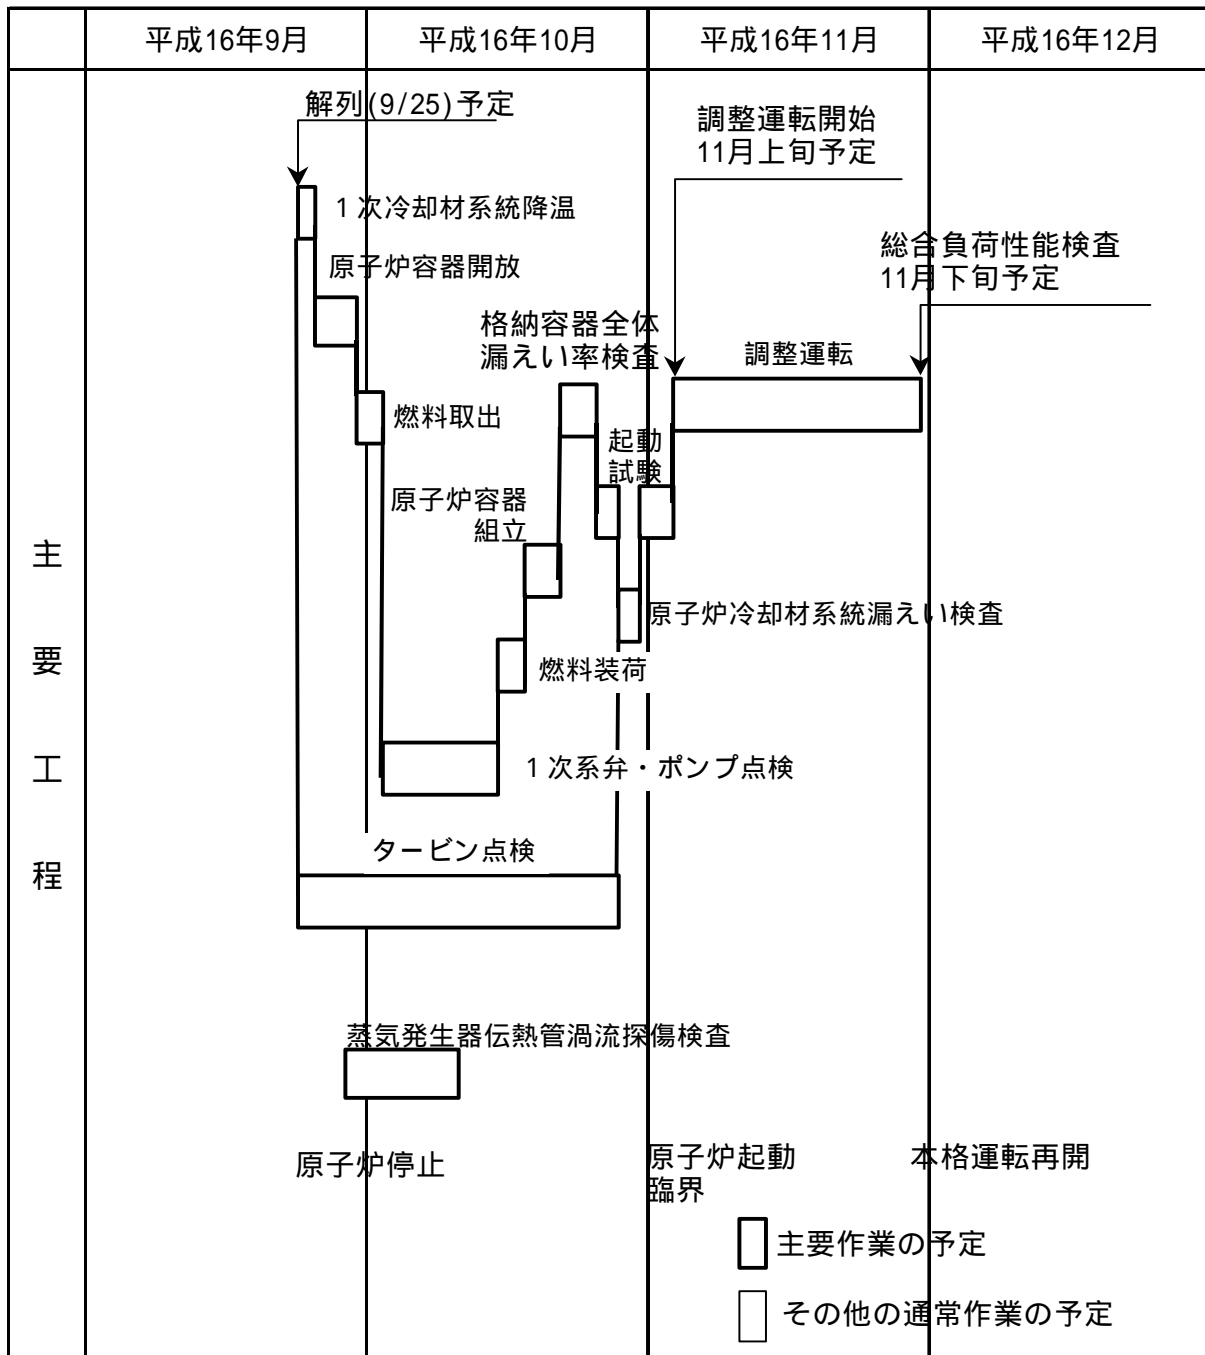 平成16年9月
平成16年10月
平成16年11月
平成16年12月
主要工程
解列(9/25)予定
調整運転開始
11月上旬予定
１次冷却材系統降温
総合負荷性能検査
11月下旬予定
原子炉容器開放
格納容器全体
漏えい率検査
調整運転
燃料取出
起動
試験
原子炉容器
組立
原子炉冷却材系統漏えい検査
燃料装荷
１次系弁・ポンプ点検
タービン点検
蒸気発生器伝熱管渦流探傷検査
原子炉停止
原子炉起動
臨界
本格運転再開
主要作業の予定
その他の通常作業の予定